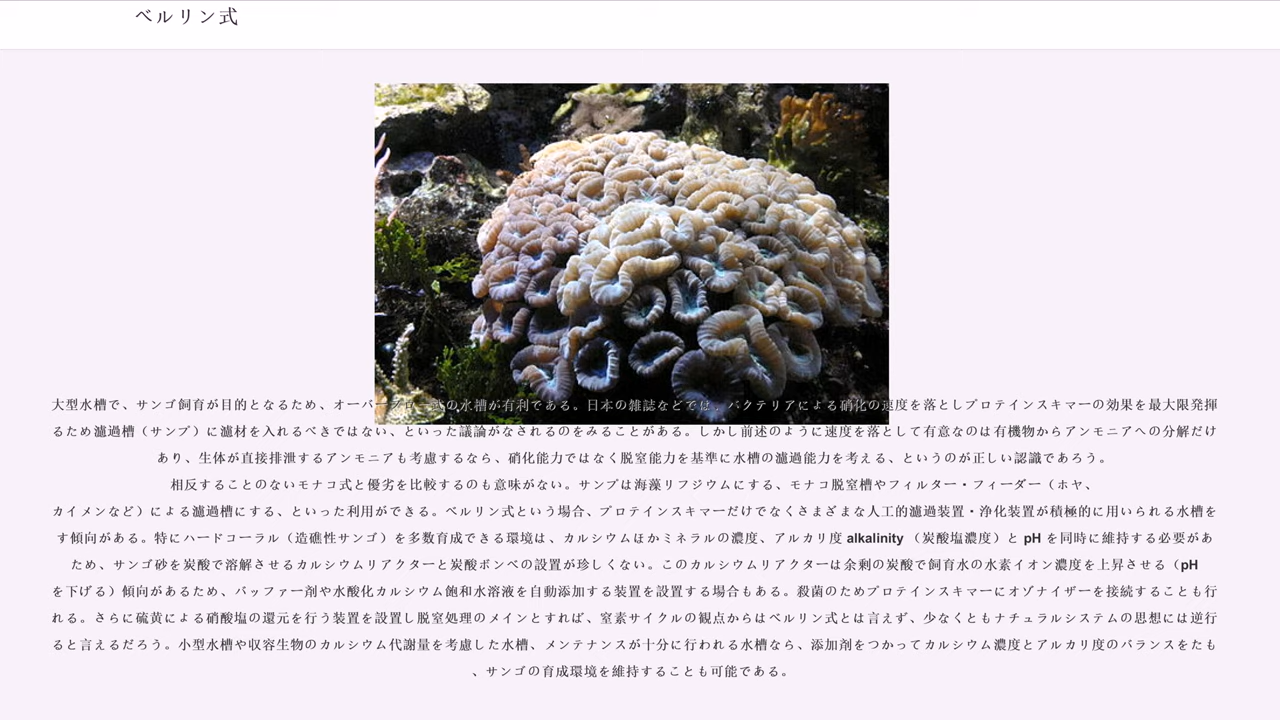 ベルリン式
大型水槽で、サンゴ飼育が目的となるため、オーバーフロー式の水槽が有利である。日本の雑誌などでは、バクテリアによる硝化の速度を落としプロテインスキマーの効果を最大限発揮
るため濾過槽（サンプ）に濾材を入れるべきではない、といった議論がなされるのをみることがある。しかし前述のように速度を落として有意なのは有機物からアンモニアへの分解だけ
あり、生体が直接排泄するアンモニアも考慮するなら、硝化能力ではなく脱窒能力を基準に水槽の濾過能力を考える、というのが正しい認識であろう。
相反することのないモナコ式と優劣を比較するのも意味がない。サンプは海藻リフジウムにする、モナコ脱窒槽やフィルター・フィーダー（ホヤ、
カイメンなど）による濾過槽にする、といった利用ができる。ベルリン式という場合、プロテインスキマーだけでなくさまざまな人工的濾過装置・浄化装置が積極的に用いられる水槽を
す傾向がある。特にハードコーラル（造礁性サンゴ）を多数育成できる環境は、カルシウムほかミネラルの濃度、アルカリ度 alkalinity （炭酸塩濃度）と pH を同時に維持する必要があ
ため、サンゴ砂を炭酸で溶解させるカルシウムリアクターと炭酸ボンベの設置が珍しくない。このカルシウムリアクターは余剰の炭酸で飼育水の水素イオン濃度を上昇させる（pH
を下げる）傾向があるため、バッファー剤や水酸化カルシウム飽和水溶液を自動添加する装置を設置する場合もある。殺菌のためプロテインスキマーにオゾナイザーを接続することも行
れる。さらに硫黄による硝酸塩の還元を行う装置を設置し脱窒処理のメインとすれば、窒素サイクルの観点からはベルリン式とは言えず、少なくともナチュラルシステムの思想には逆行
ると言えるだろう。小型水槽や収容生物のカルシウム代謝量を考慮した水槽、メンテナンスが十分に行われる水槽なら、添加剤をつかってカルシウム濃度とアルカリ度のバランスをたも
、サンゴの育成環境を維持することも可能である。